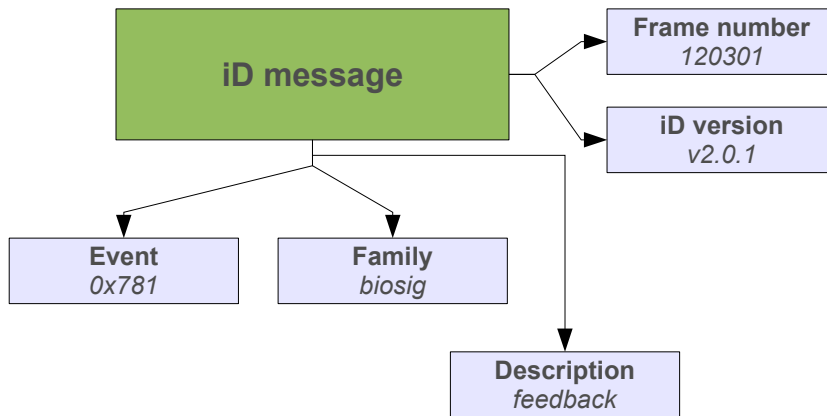 iD message
Frame number
120301
iD version
v2.0.1
Event
0x781
Family
biosig
Description
feedback